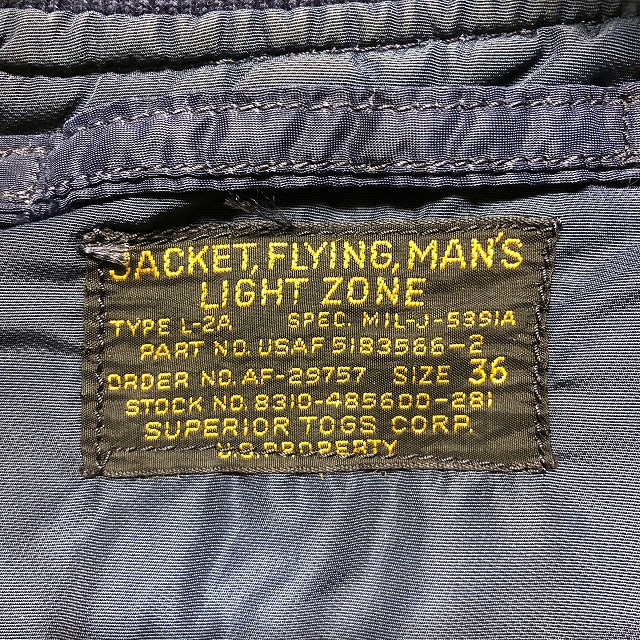 JACKET, FLYING, MAN'S
LIGHT ZONE
TYPE L-2A SPEC. MIL-J-5391A
PART NO. USAF 5183566-2
ORDER NO. AF-29757 SIZE 36
STOCK NO. 8310-485600-281
SUPERIOR TOGS CORP.
U.S. PROPERTY